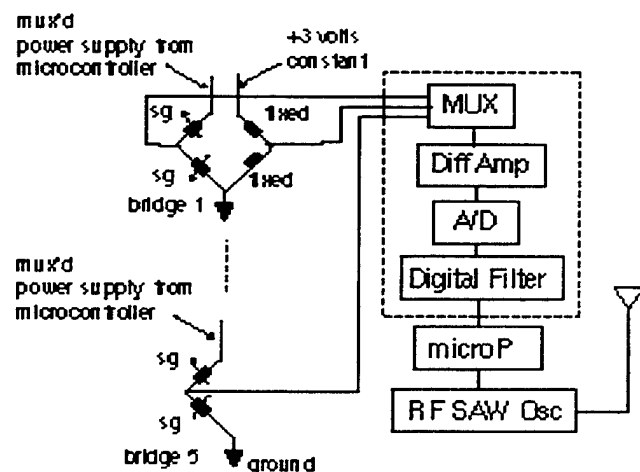 mux'd
power supply from
microcontroller
+3 volts
constant
sg
fixed
sg
fixed
bridge 1
MUX
Diff Amp
A/D
Digital Filter
microP
RF SAW Osc
mux'd
power supply from
microcontroller
sg
sg
bridge 5
ground